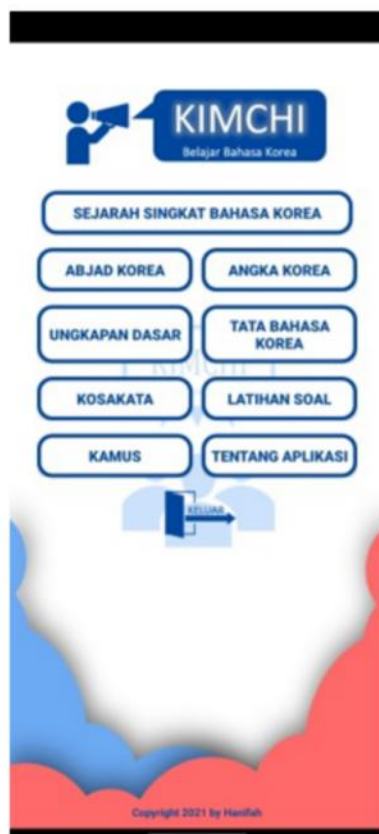 KIMCHI
Belajar Bahasa Korea
SEJARAH SINGKAT BAHASA KOREA
ABJAD KOREA
ANGKA KOREA
UNGKAPAN DASAR
TATA BAHASA
KOREA
KIMCHI
KOSAKATA
LATIHAN SOAL
KAMUS
TENTANG APLIKASI
KELUAR
Copyright 2021 by Hanifah